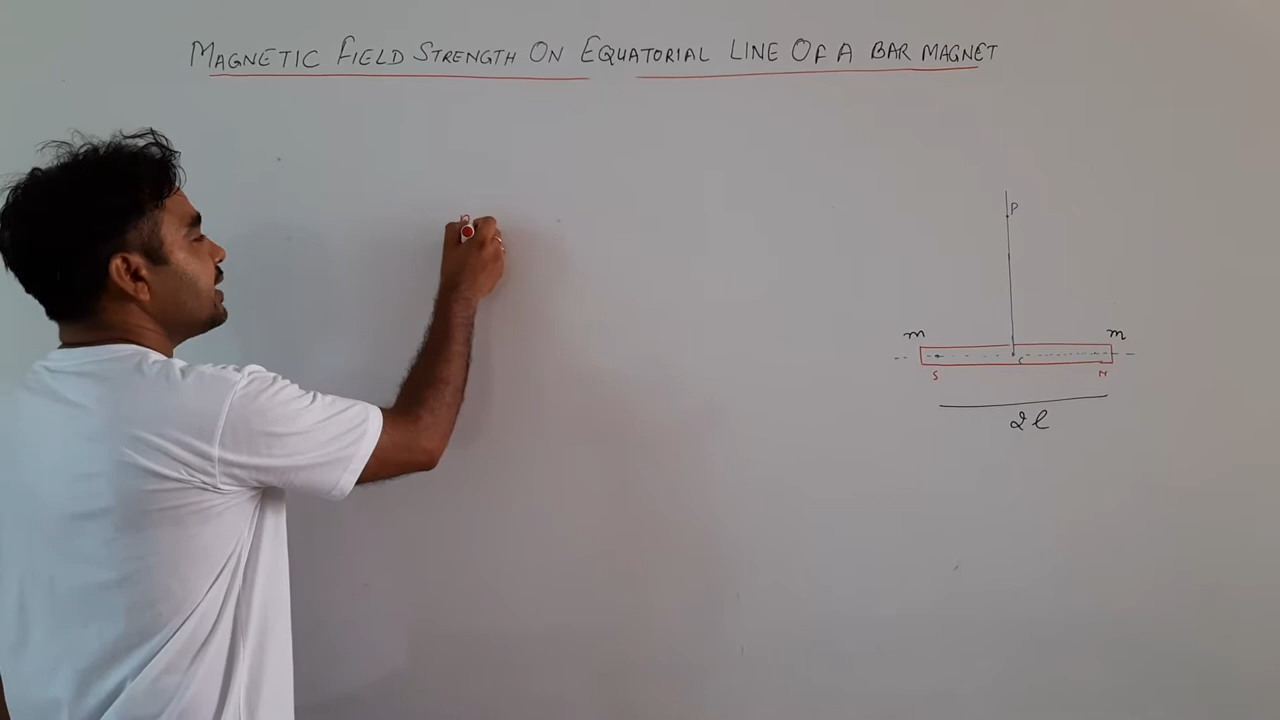 MAGNETIC FIELD STRENGTH ON EQUATORIAL LINE OF A BAR MAGNET
P
m m
C
S N
2l